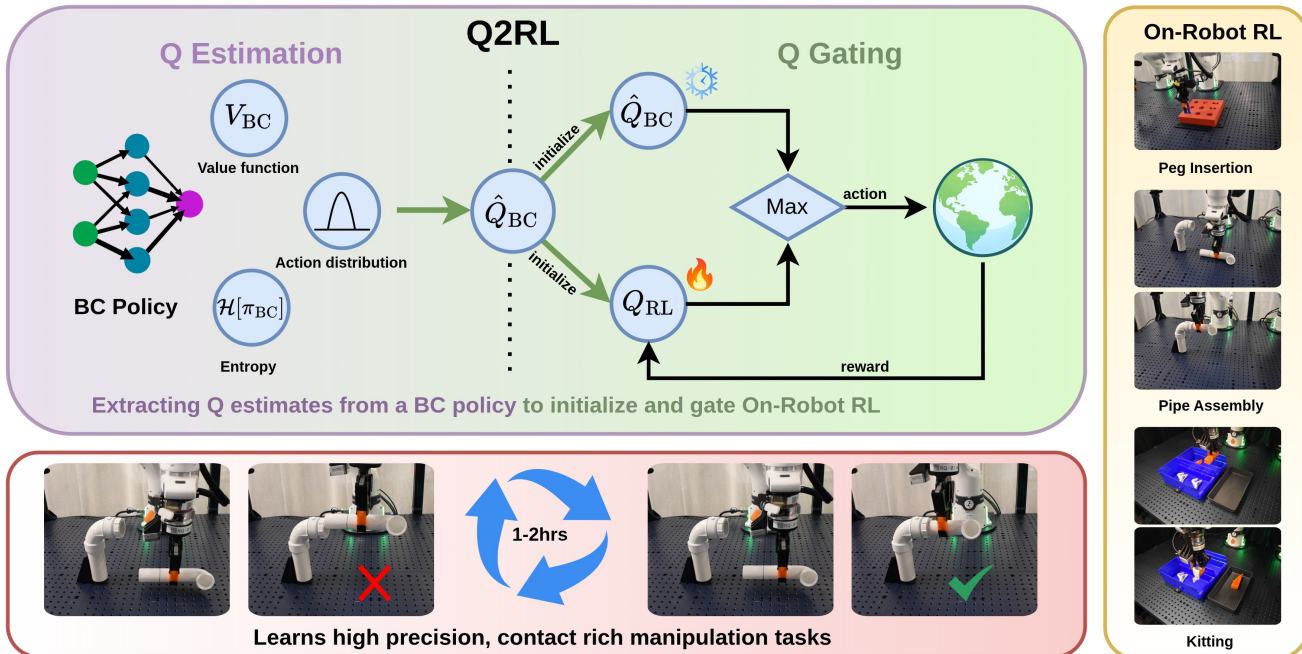 Q2RL
Q Estimation
Q Gating
V_BC
Value function
Action distribution
BC Policy
ℋ[π_BC]
Entropy
Q̂_BC
initialize
initialize
Q̂_BC
Q_RL
Max
action
reward
Extracting Q estimates from a BC policy to initialize and gate On-Robot RL
1-2hrs
Learns high precision, contact rich manipulation tasks
On-Robot RL
Peg Insertion
Pipe Assembly
Kitting